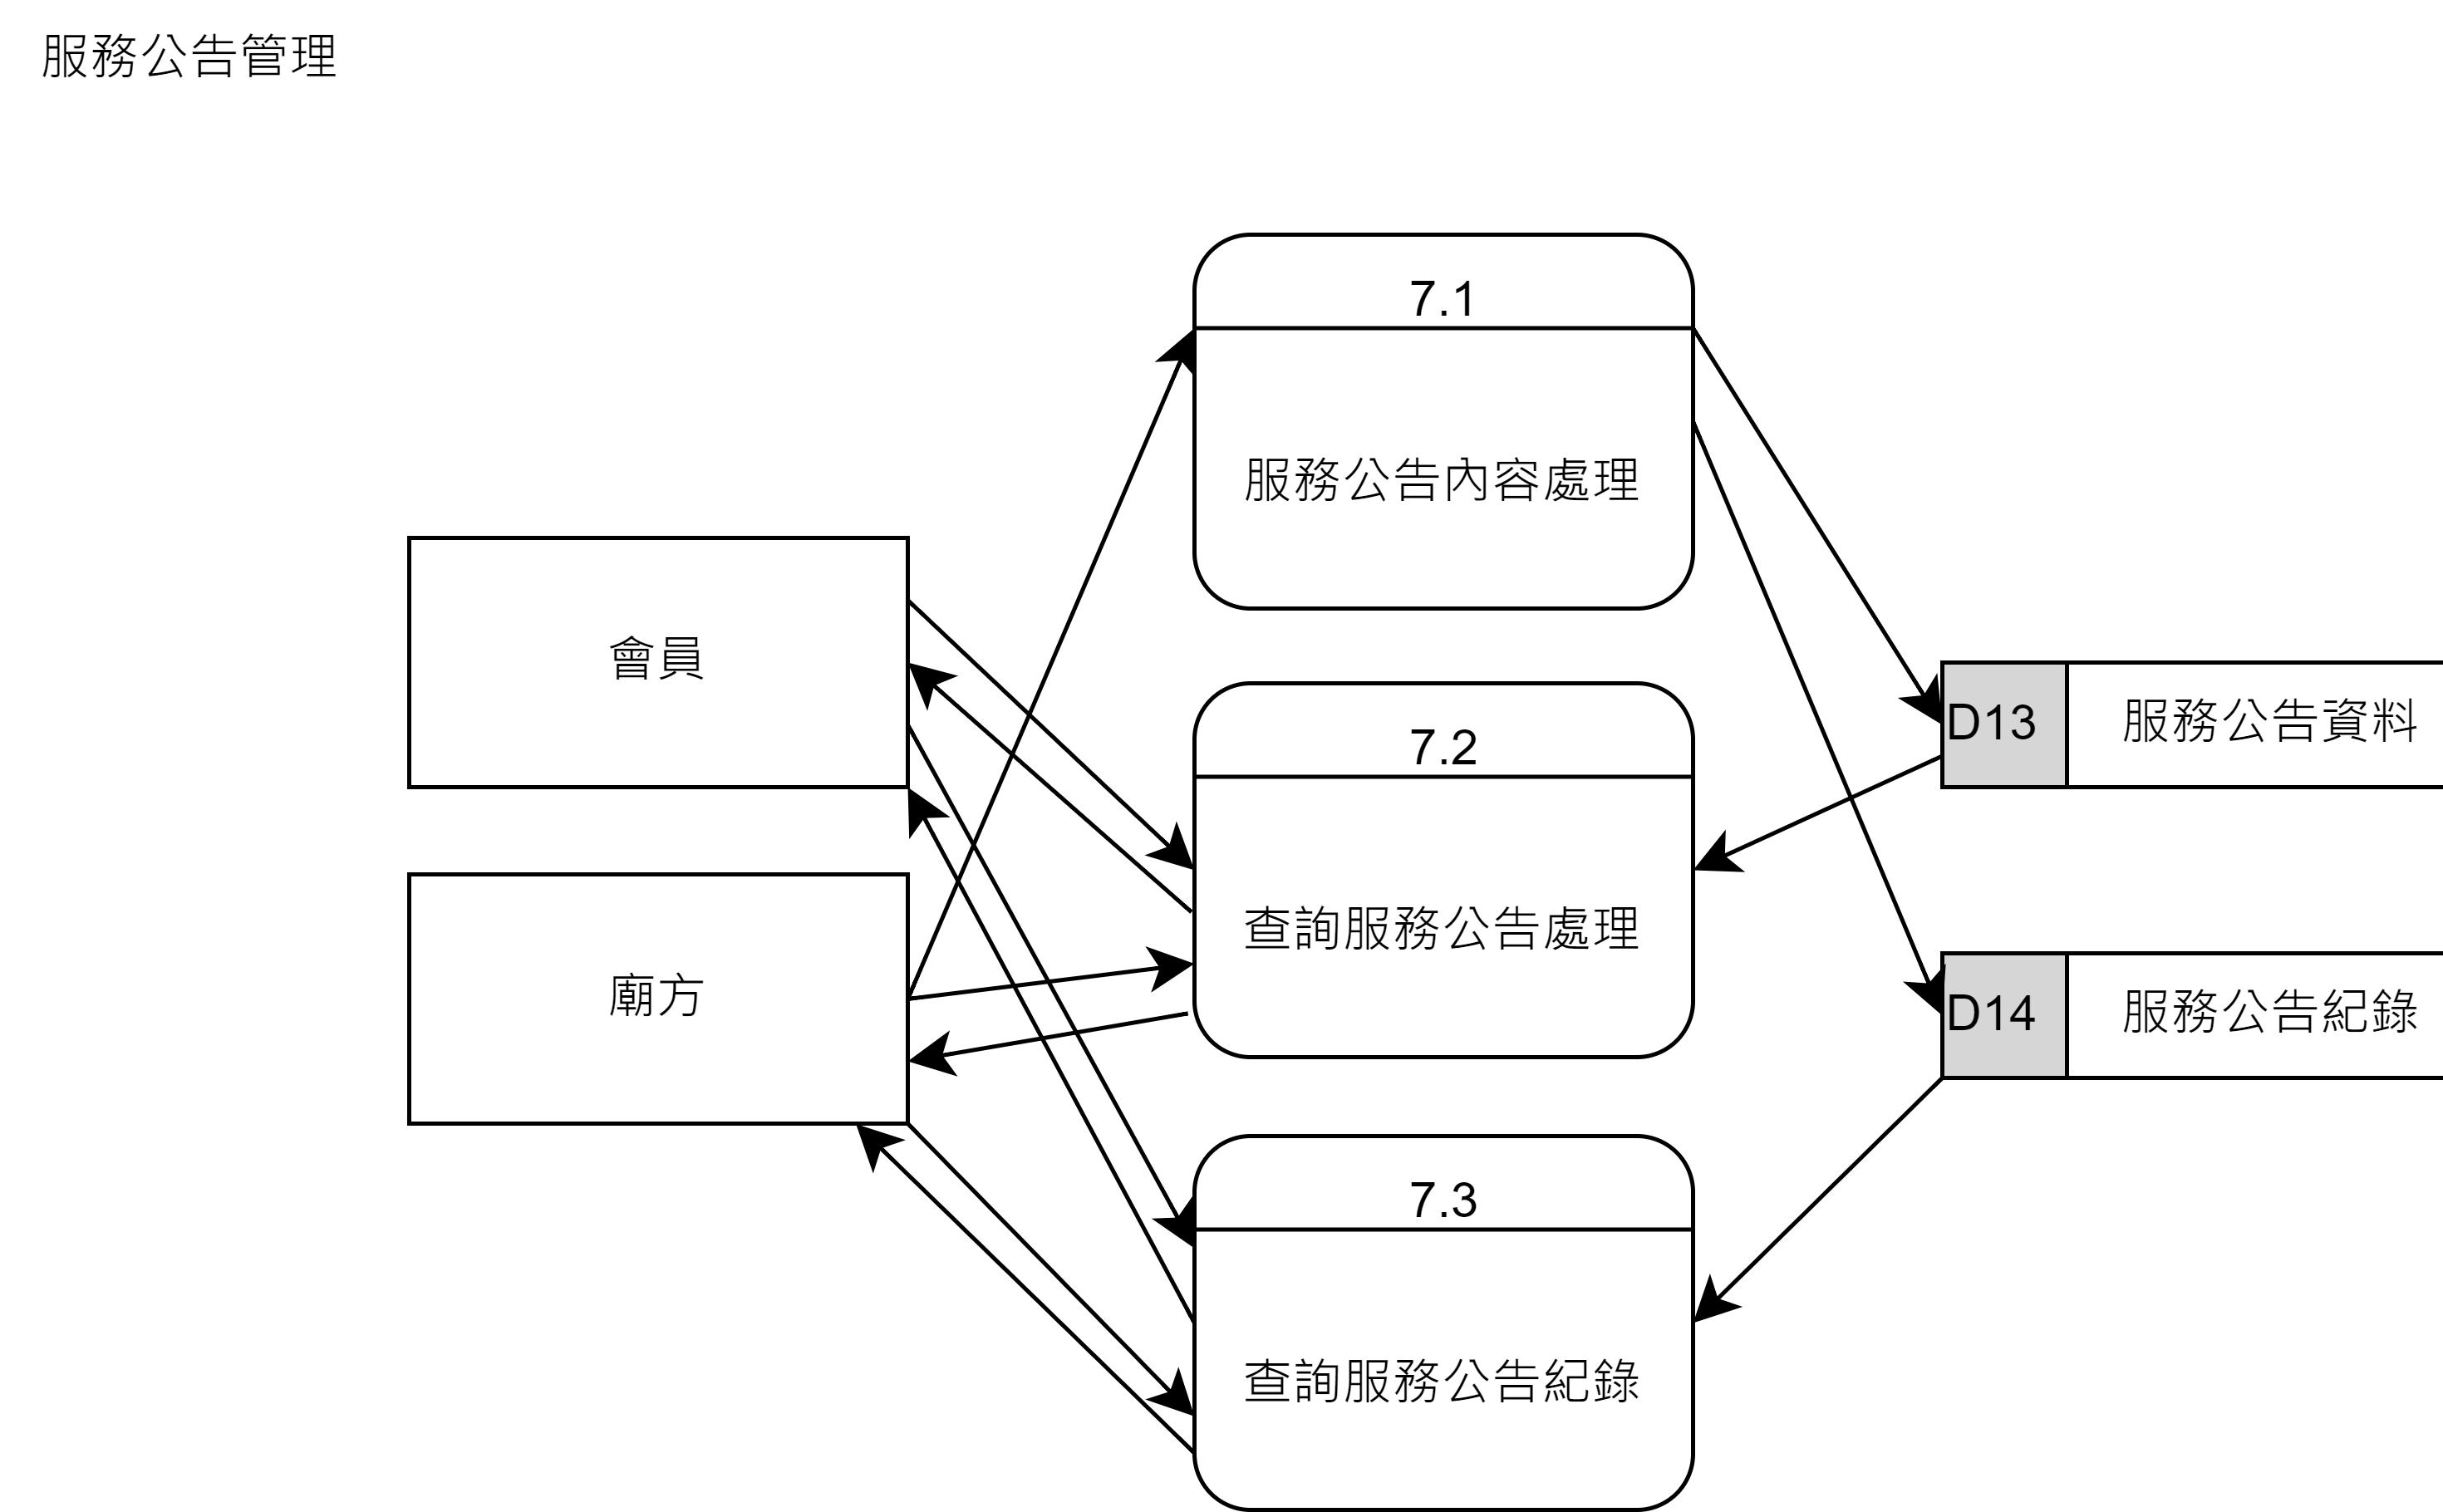 服務公告管理
7.1
服務公告內容處理
會員
7.2
查詢服務公告處理
廟方
7.3
查詢服務公告紀錄
D13 服務公告資料
D14 服務公告紀錄